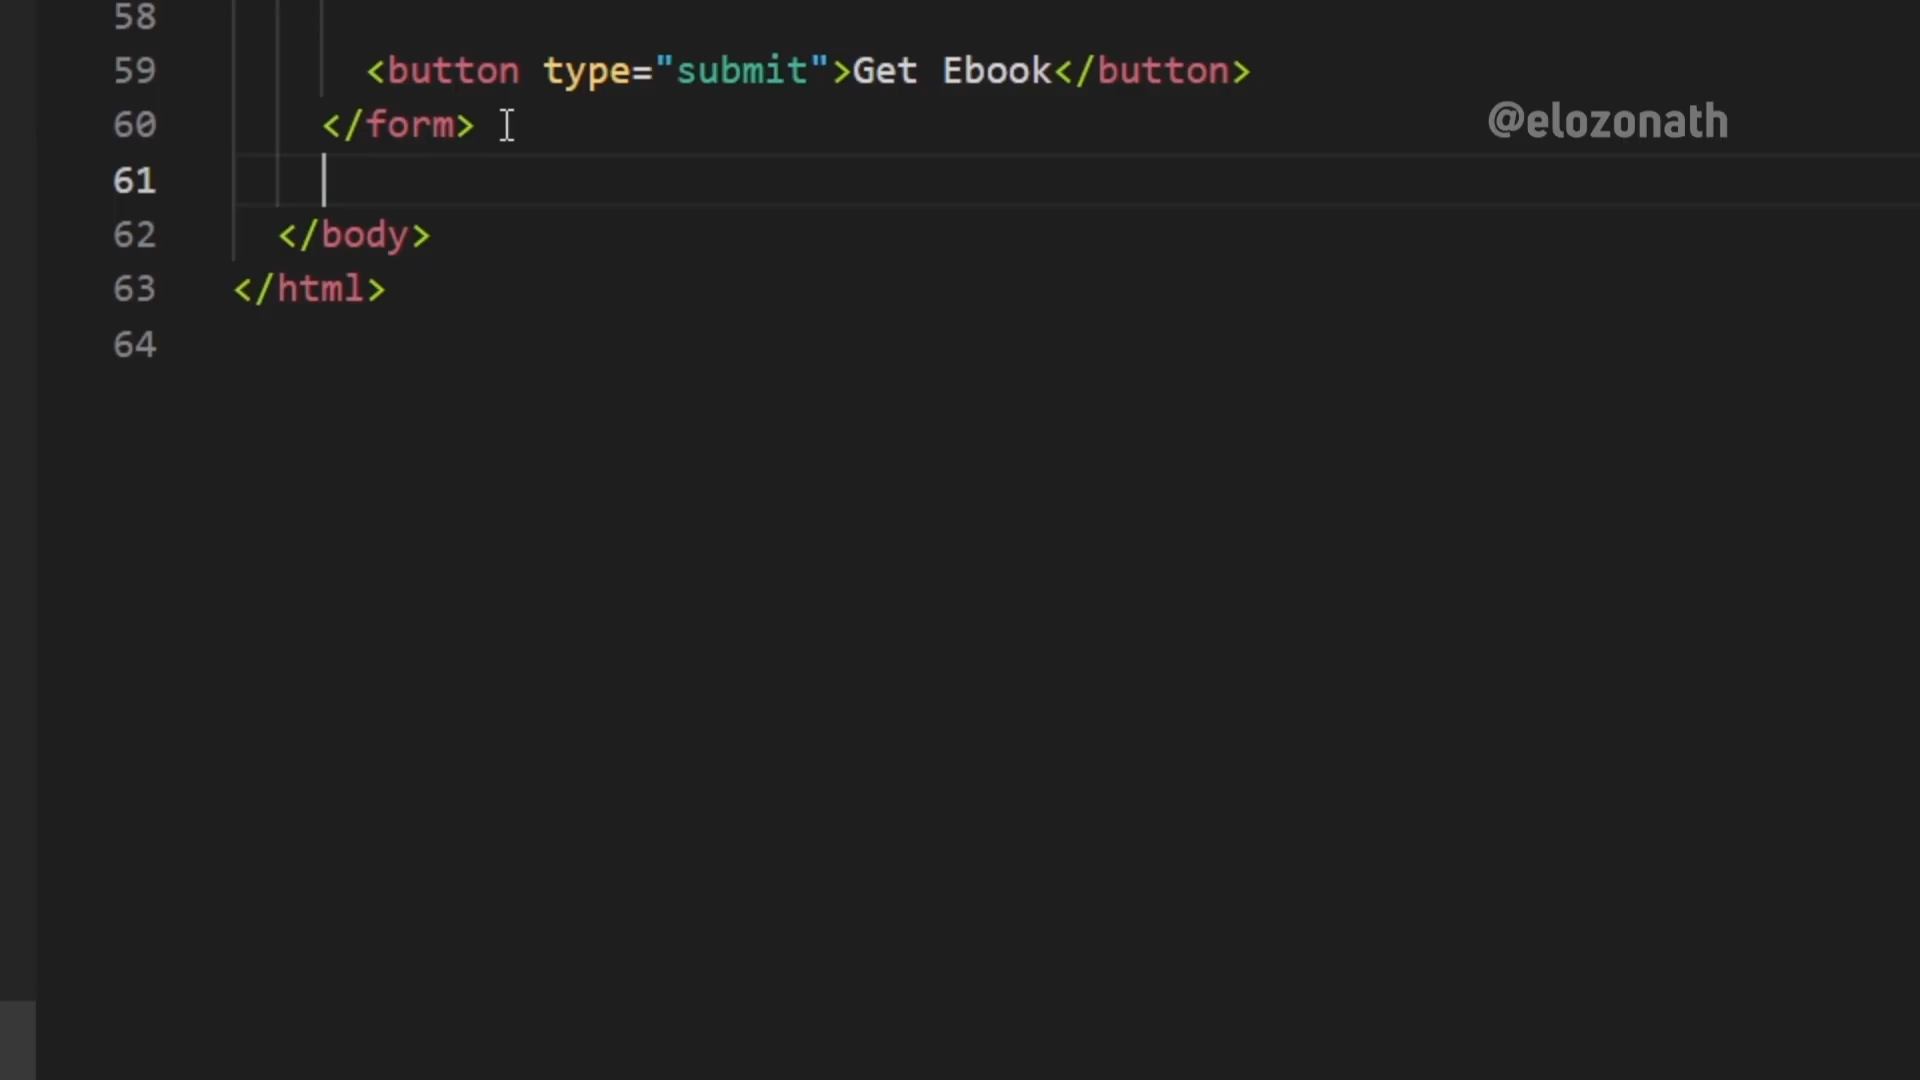 58
59 <button type="submit">Get Ebook</button>
60 </form>
@elozonath
61
62 </body>
63 </html>
64